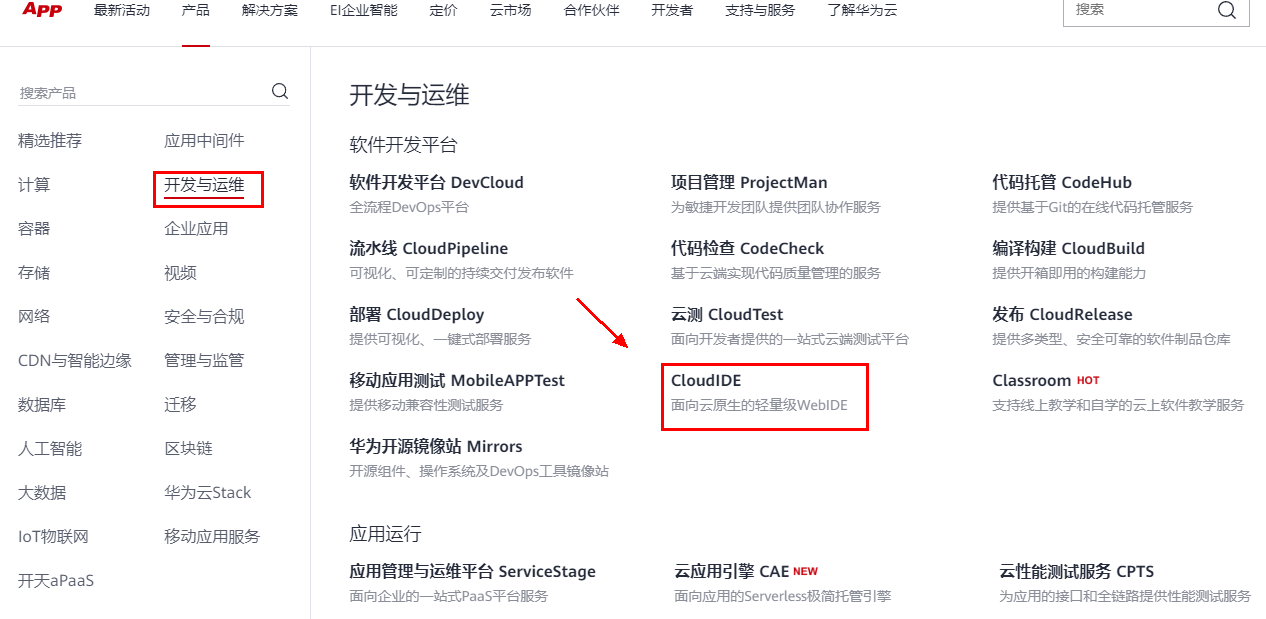 APP 最新活动 产品 解决方案 EI企业智能 定价 云市场 合作伙伴 开发者 支持与服务 了解华为云 搜索
搜索产品
精选推荐 应用中间件
计算 开发与运维
容器 企业应用
存储 视频
网络 安全与合规
CDN与智能边缘 管理与监管
数据库 迁移
人工智能 区块链
大数据 华为云Stack
IoT物联网 移动应用服务
开天aPaaS
开发与运维
软件开发平台
软件开发平台 DevCloud 项目管理 ProjectMan 代码托管 CodeHub
全流程DevOps平台 为敏捷开发团队提供团队协作服务 提供基于Git的在线代码托管服务
流水线 CloudPipeline 代码检查 CodeCheck 编译构建 CloudBuild
可视化、可定制的持续交付发布软件 基于云端实现代码质量管理的服务 提供开箱即用的构建能力
部署 CloudDeploy 云测 CloudTest 发布 CloudRelease
提供可视化、一键式部署服务 面向开发者提供的一站式云端测试平台 提供多类型、安全可靠的软件制品仓库
移动应用测试 MobileAPPTest CloudIDE Classroom HOT
提供移动兼容性测试服务 面向云原生的轻量级WebIDE 支持线上教学和自学的云上软件教学服务
华为开源镜像站 Mirrors
开源组件、操作系统及DevOps工具镜像站
应用运行
应用管理与运维平台 ServiceStage 云应用引擎 CAE NEW 云性能测试服务 CPTS
面向企业的一站式PaaS平台服务 面向应用的Serverless极简托管引擎 为应用的接口和全链路提供性能测试服务